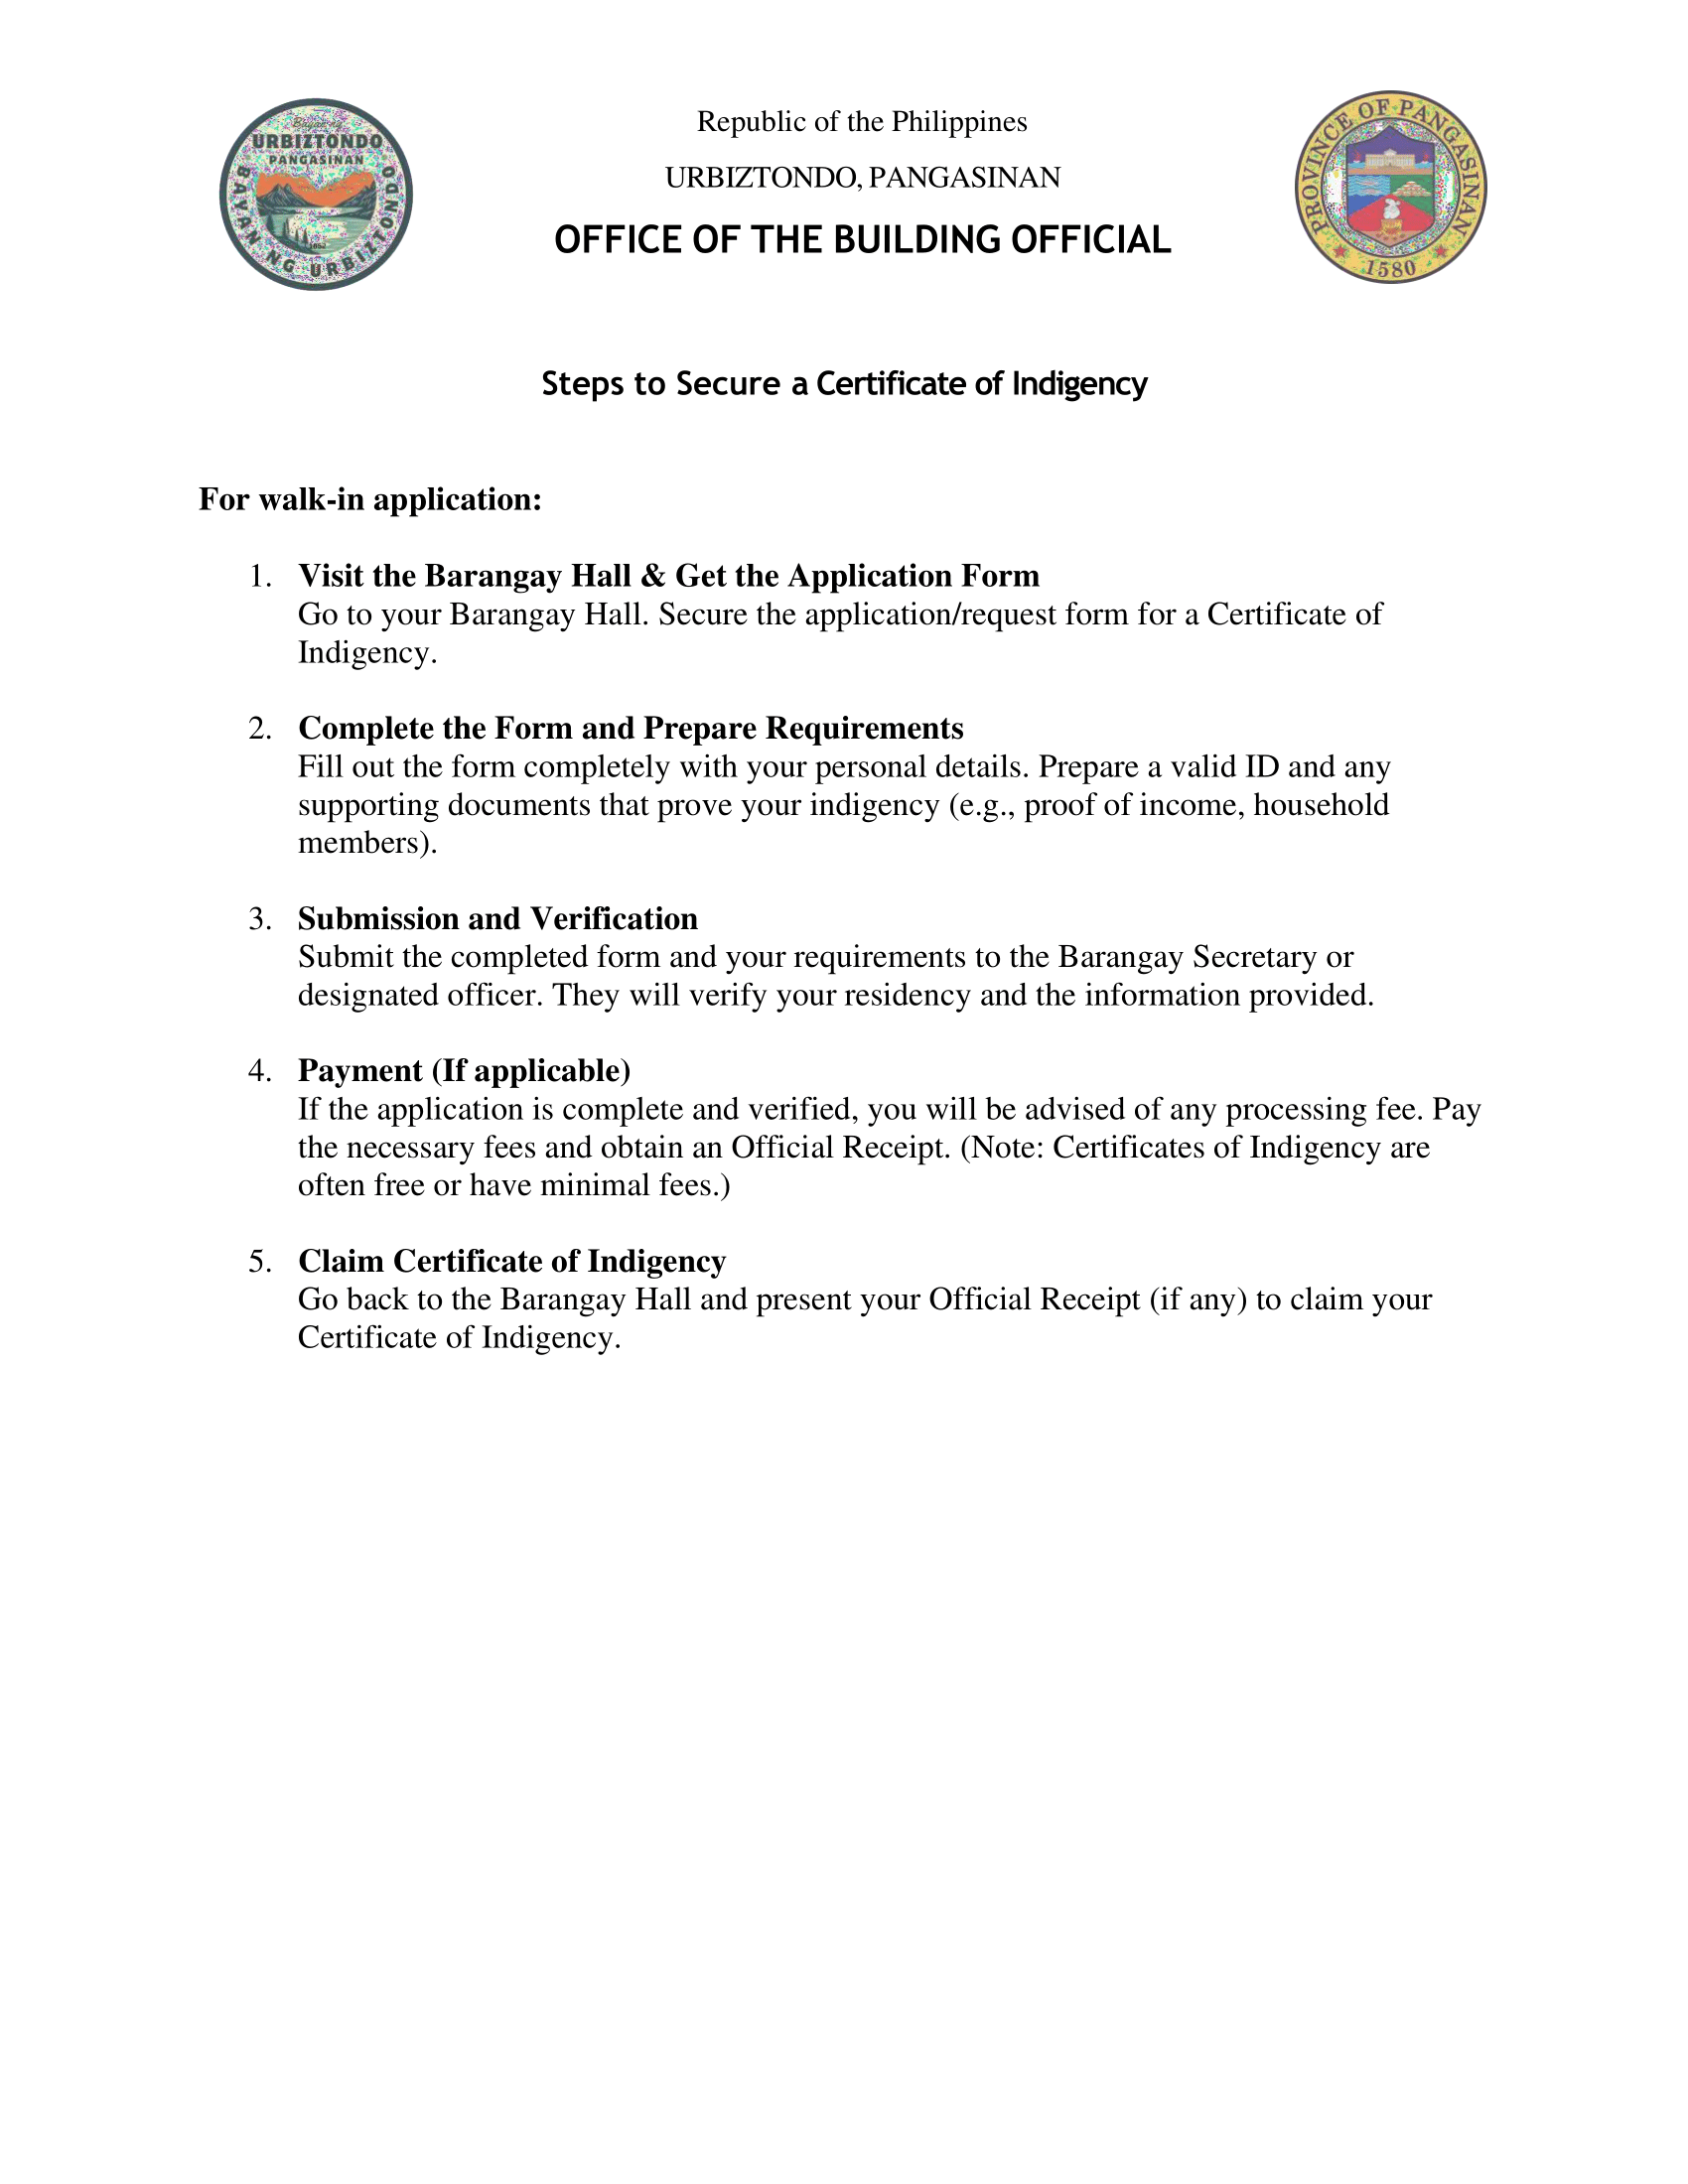 Bayan ng
URBIZTONDO
PANGASINAN
BAYAN NG URBIZTONDO
Republic of the Philippines
URBIZTONDO, PANGASINAN
OFFICE OF THE BUILDING OFFICIAL
PROVINCE OF PANGASINAN
1580
Steps to Secure a Certificate of Indigency
For walk-in application:
1. Visit the Barangay Hall & Get the Application Form
Go to your Barangay Hall. Secure the application/request form for a Certificate of
Indigency.
2. Complete the Form and Prepare Requirements
Fill out the form completely with your personal details. Prepare a valid ID and any
supporting documents that prove your indigency (e.g., proof of income, household
members).
3. Submission and Verification
Submit the completed form and your requirements to the Barangay Secretary or
designated officer. They will verify your residency and the information provided.
4. Payment (If applicable)
If the application is complete and verified, you will be advised of any processing fee. Pay
the necessary fees and obtain an Official Receipt. (Note: Certificates of Indigency are
often free or have minimal fees.)
5. Claim Certificate of Indigency
Go back to the Barangay Hall and present your Official Receipt (if any) to claim your
Certificate of Indigency.